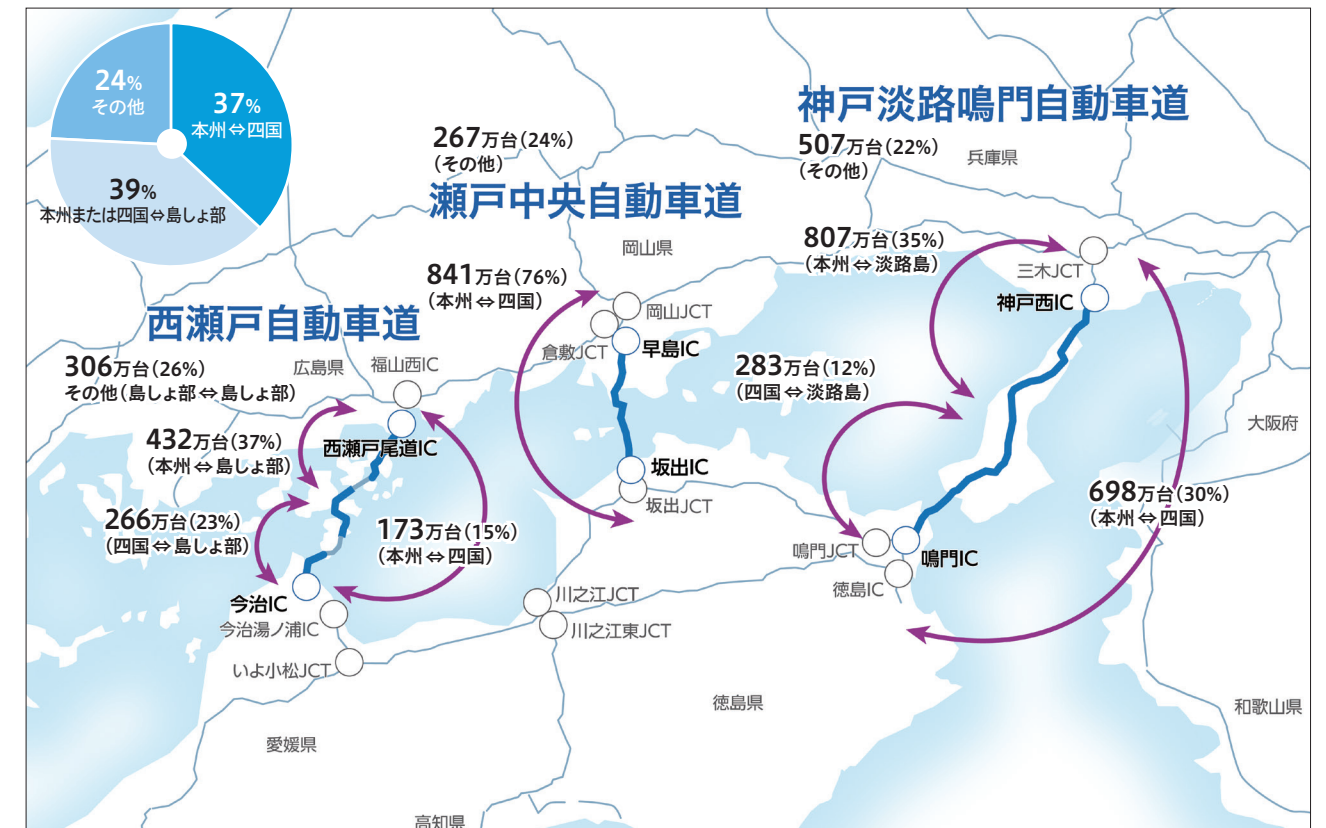 24%
その他
37%
本州⇔四国
39%
本州または四国⇔島しょ部
神戸淡路鳴門自動車道
507万台(22%)
(その他)
兵庫県
267万台(24%)
(その他)
瀬戸中央自動車道
岡山県
807万台(35%)
(本州⇔淡路島)
三木JCT
神戸西IC
841万台(76%)
(本州⇔四国)
岡山JCT
倉敷JCT
早島IC
西瀬戸自動車道
306万台(26%)
その他(島しょ部⇔島しょ部)
広島県
福山西IC
283万台(12%)
(四国⇔淡路島)
大阪府
432万台(37%)
(本州⇔島しょ部)
西瀬戸尾道IC
坂出IC
坂出JCT
698万台(30%)
(本州⇔四国)
266万台(23%)
(四国⇔島しょ部)
173万台(15%)
(本州⇔四国)
鳴門JCT
鳴門IC
徳島IC
今治IC
今治湯ノ浦IC
いよ小松JCT
川之江JCT
川之江東JCT
徳島県
和歌山県
愛媛県
高知県